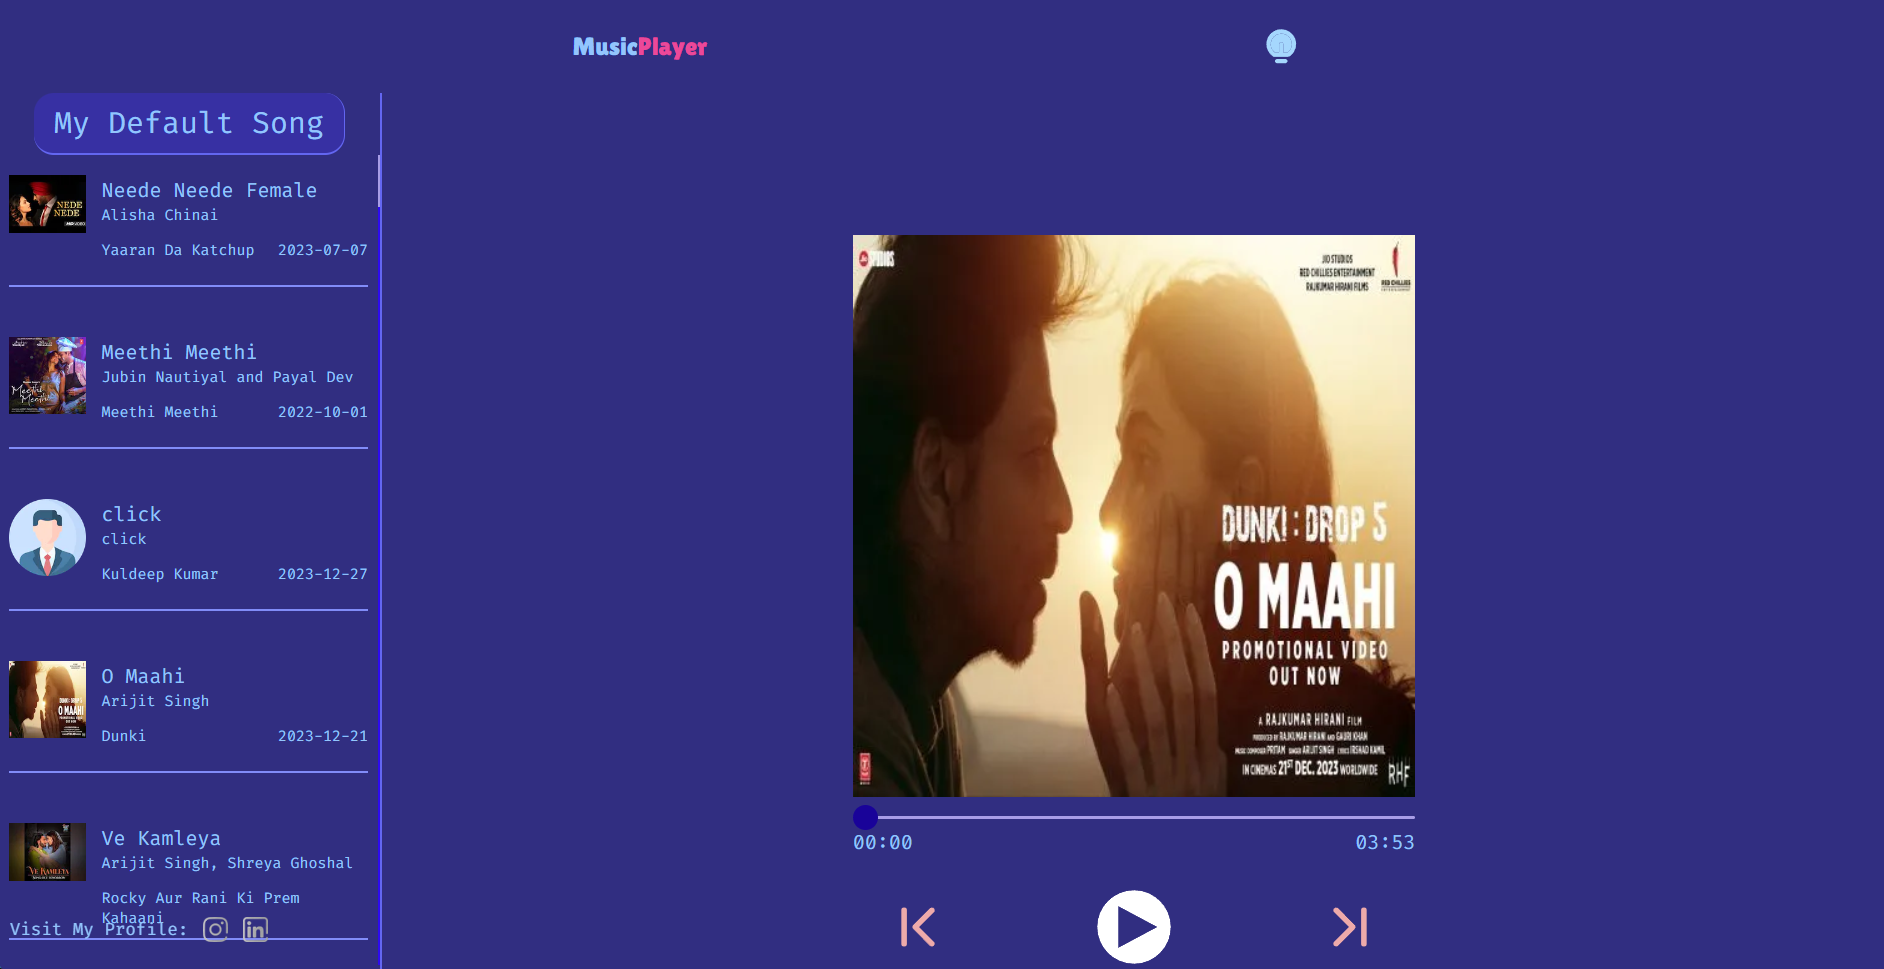 MusicPlayer
My Default Song
NEDE
NEDE
Neede Neede Female
Alisha Chinai
Yaaran Da Katchup 2023-07-07
Meethi Meethi
Meethi Meethi
Jubin Nautiyal and Payal Dev
Meethi Meethi 2022-10-01
click
click
Kuldeep Kumar 2023-12-27
DUNKI : DROP 5
O MAAHI
O Maahi
Arijit Singh
Dunki 2023-12-21
VE KAMLEYA
Ve Kamleya
Arijit Singh, Shreya Ghoshal
Rocky Aur Rani Ki Prem
Kahaani
Visit My Profile:
JIO STUDIOS
RED CHILLIES ENTERTAINMENT
RAJKUMAR HIRANI FILMS
RED CHILLIES
DUNKI : DROP 5
O MAAHI
PROMOTIONAL VIDEO
OUT NOW
A RAJKUMAR HIRANI FILM
PRODUCED BY RAJKUMAR HIRANI AND GAURI KHAN
MUSIC COMPOSER PRITAM SINGER ARIJIT SINGH LYRICS IRSHAD KAMIL
IN CINEMAS 21ST DEC. 2023 WORLDWIDE
RHF
00:00 03:53